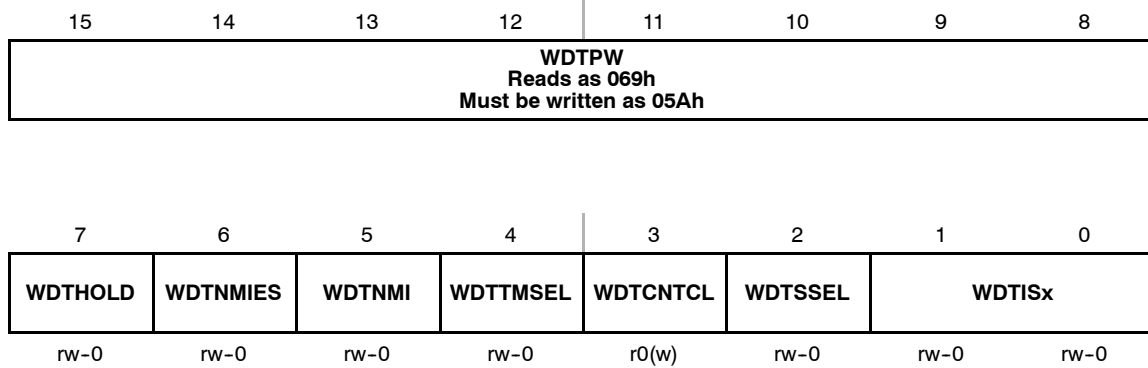 15 14 13 12 11 10 9 8
WDTPW
Reads as 069h
Must be written as 05Ah
7 6 5 4 3 2 1 0
WDTHOLD WDTNMIES WDTNMI WDTTMSEL WDTCNTCL WDTSSEL WDTISx
rw-0 rw-0 rw-0 rw-0 r0(w) rw-0 rw-0 rw-0